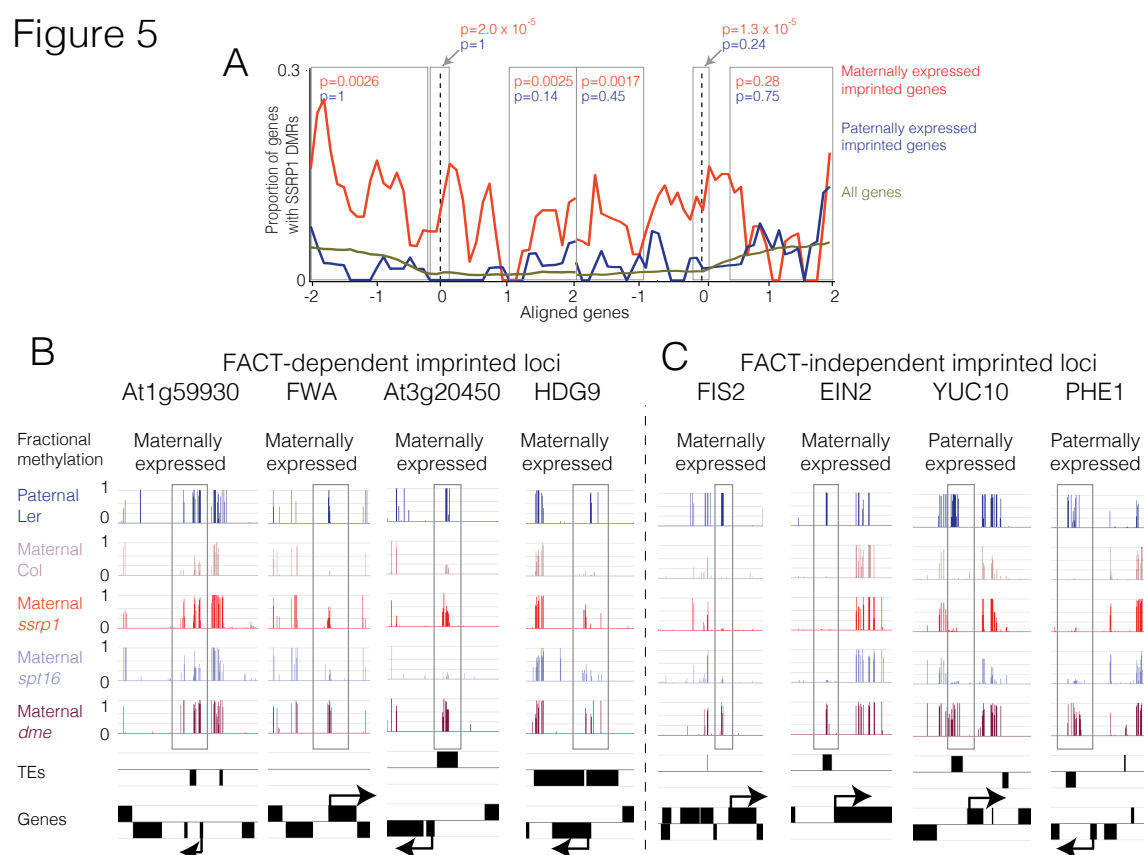 Figure 5
A
p=2.0 x 10-5
p=1
p=1.3 x 10-5
p=0.24
0.3
p=0.0026
p=1
p=0.0025
p=0.14
p=0.0017
p=0.45
p=0.28
p=0.75
Maternally expressed
imprinted genes
Paternally expressed
imprinted genes
All genes
Proportion of genes
with SSRP1 DMRs
0
-2
-1
0
1
2
-1
0
1
2
Aligned genes
B
FACT-dependent imprinted loci
At1g59930
FWA
At3g20450
HDG9
C
FACT-independent imprinted loci
FIS2
EIN2
YUC10
PHE1
Fractional
methylation
Maternally
expressed
Maternally
expressed
Maternally
expressed
Maternally
expressed
Maternally
expressed
Maternally
expressed
Paternally
expressed
Patermally
expressed
Paternal
Ler
1
0
Maternal
Col
1
0
Maternal
ssrp1
1
0
Maternal
spt16
1
0
Maternal
dme
1
0
TEs
Genes